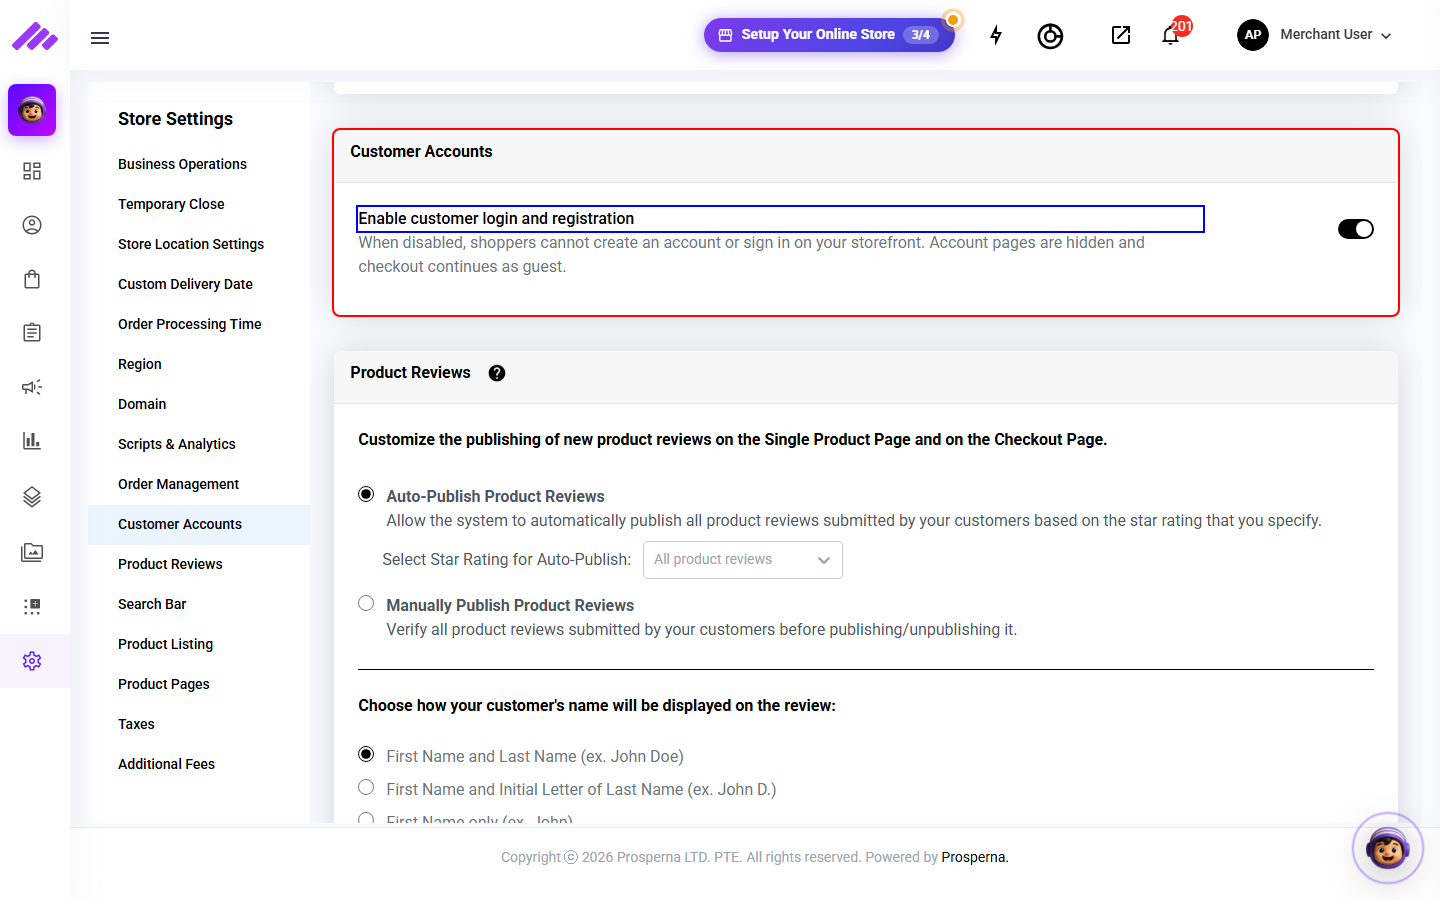 Setup Your Online Store 3/4
201
AP Merchant User
Store Settings
Business Operations
Temporary Close
Store Location Settings
Custom Delivery Date
Order Processing Time
Region
Domain
Scripts & Analytics
Order Management
Customer Accounts
Product Reviews
Search Bar
Product Listing
Product Pages
Taxes
Additional Fees
Customer Accounts
Enable customer login and registration
When disabled, shoppers cannot create an account or sign in on your storefront. Account pages are hidden and
checkout continues as guest.
Product Reviews ?
Customize the publishing of new product reviews on the Single Product Page and on the Checkout Page.
Auto-Publish Product Reviews
Allow the system to automatically publish all product reviews submitted by your customers based on the star rating that you specify.
Select Star Rating for Auto-Publish: All product reviews
Manually Publish Product Reviews
Verify all product reviews submitted by your customers before publishing/unpublishing it.
Choose how your customer's name will be displayed on the review:
First Name and Last Name (ex. John Doe)
First Name and Initial Letter of Last Name (ex. John D.)
First Name only (ex. John)
Copyright © 2026 Prosperna LTD. PTE. All rights reserved. Powered by Prosperna.